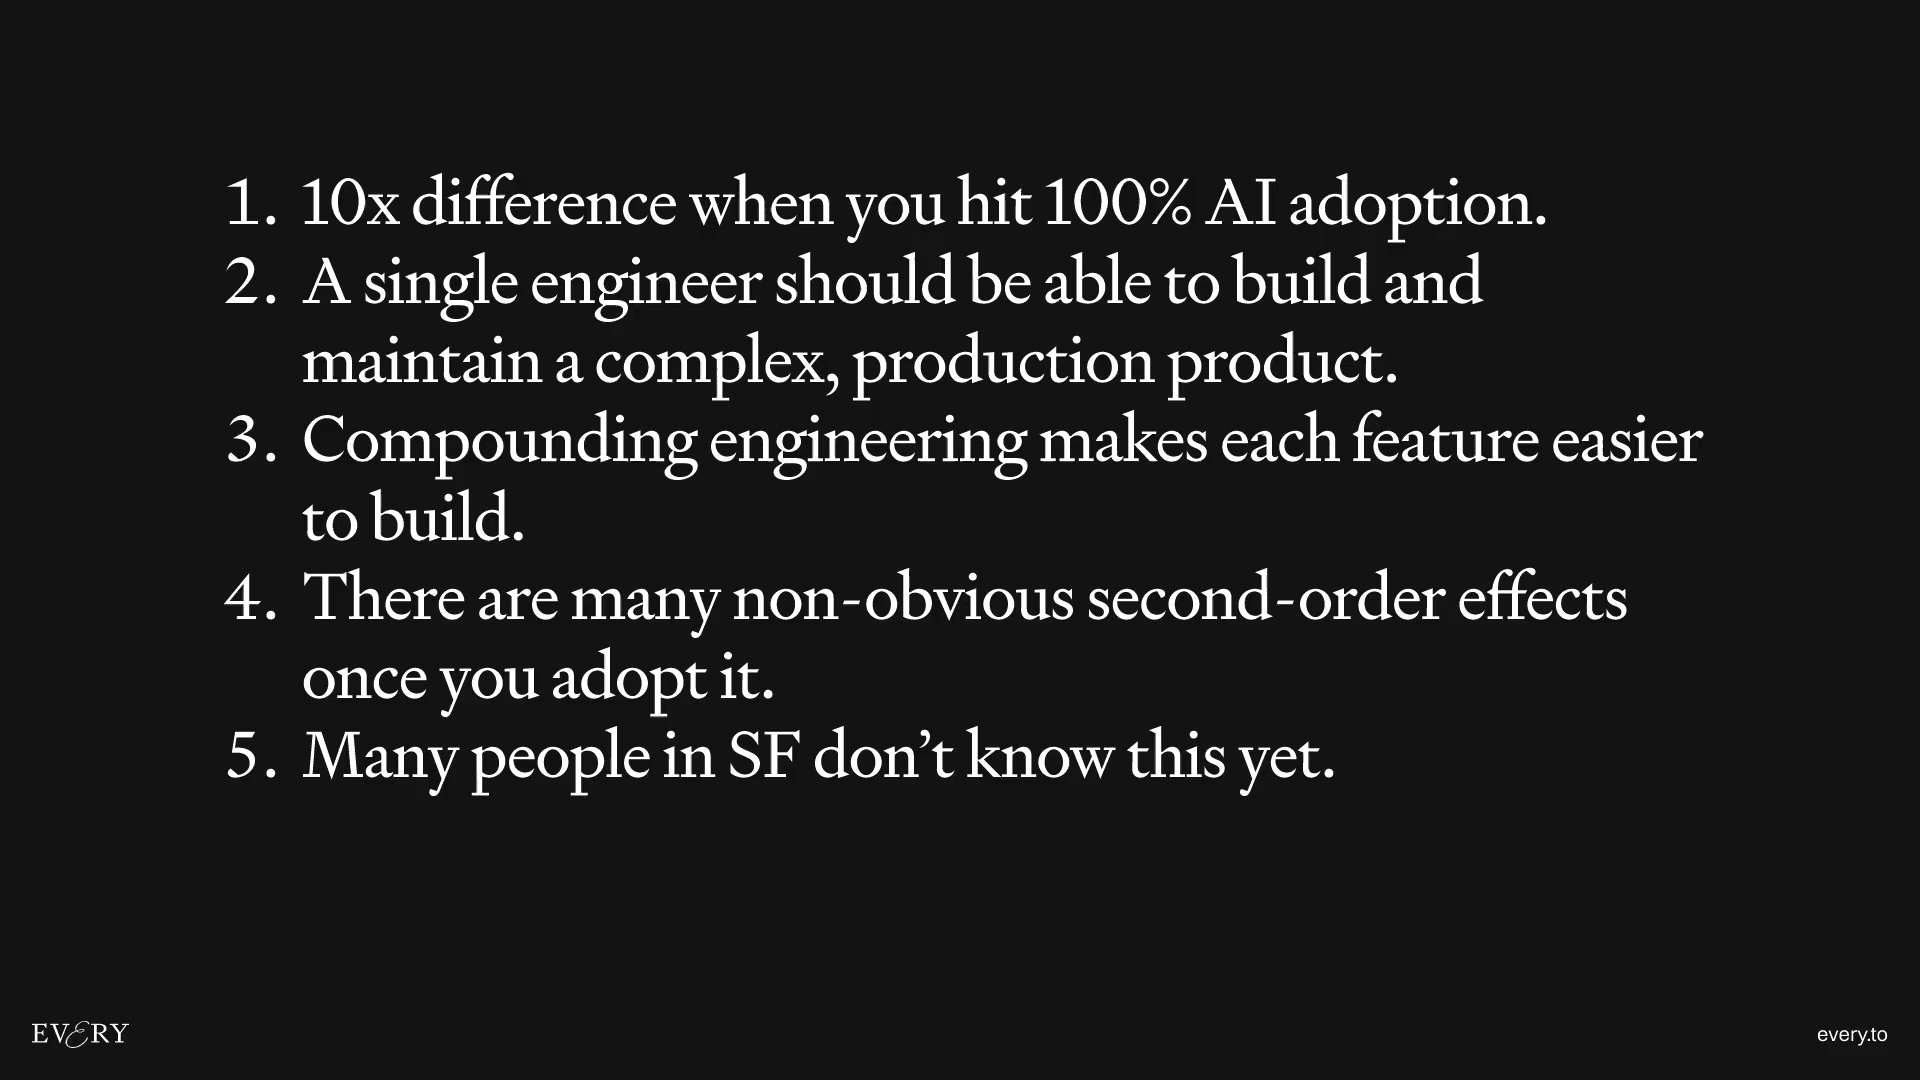 1. 10x difference when you hit 100% AI adoption.
2. A single engineer should be able to build and
maintain a complex, production product.
3. Compounding engineering makes each feature easier
to build.
4. There are many non-obvious second-order effects
once you adopt it.
5. Many people in SF don’t know this yet.
EVERY
every.to